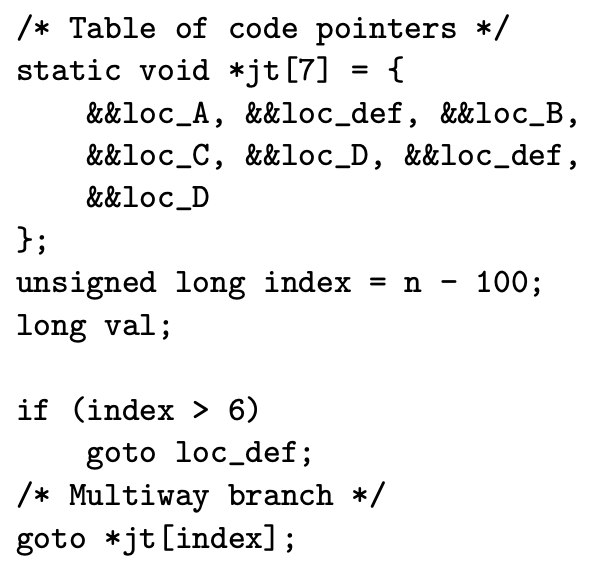 /* Table of code pointers */
static void *jt[7] = {
    &&loc_A, &&loc_def, &&loc_B,
    &&loc_C, &&loc_D, &&loc_def,
    &&loc_D
};
unsigned long index = n - 100;
long val;

if (index > 6)
    goto loc_def;
/* Multiway branch */
goto *jt[index];